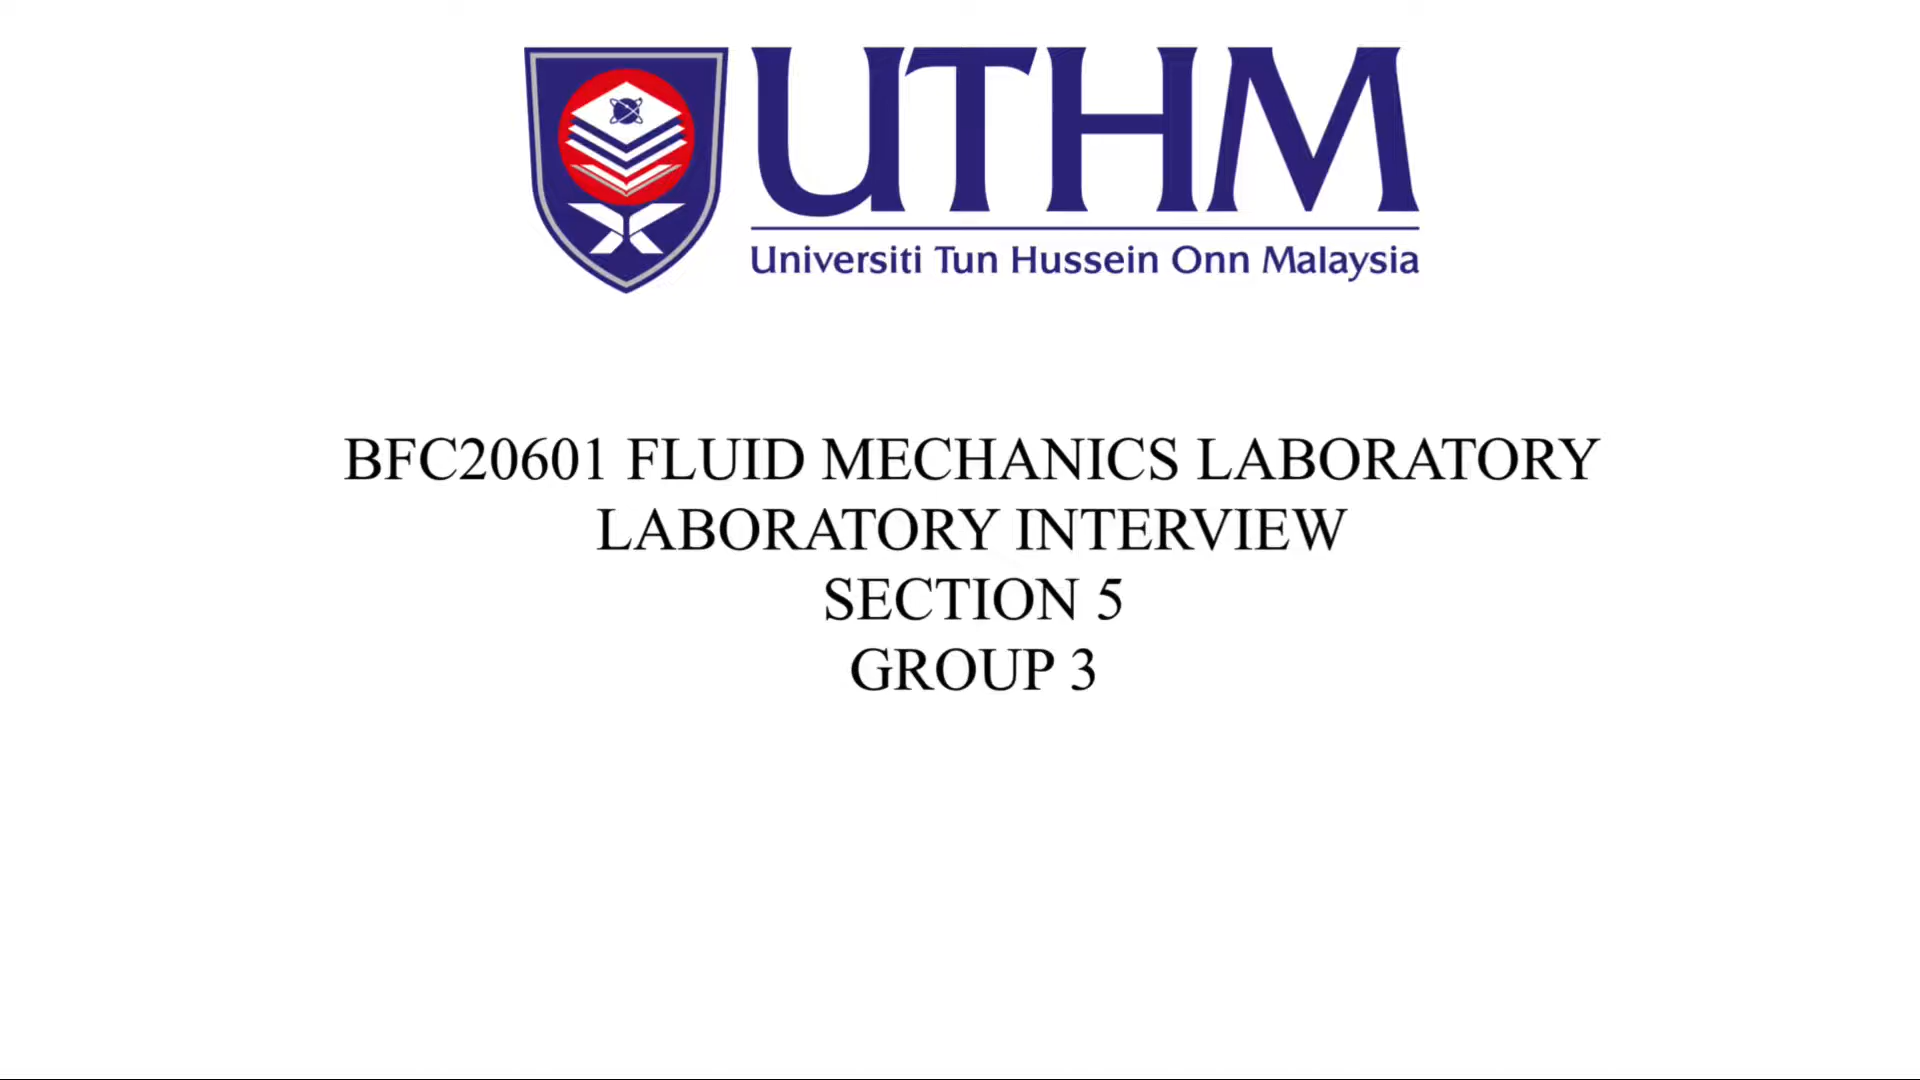 UTHM
Universiti Tun Hussein Onn Malaysia
BFC20601 FLUID MECHANICS LABORATORY
LABORATORY INTERVIEW
SECTION 5
GROUP 3